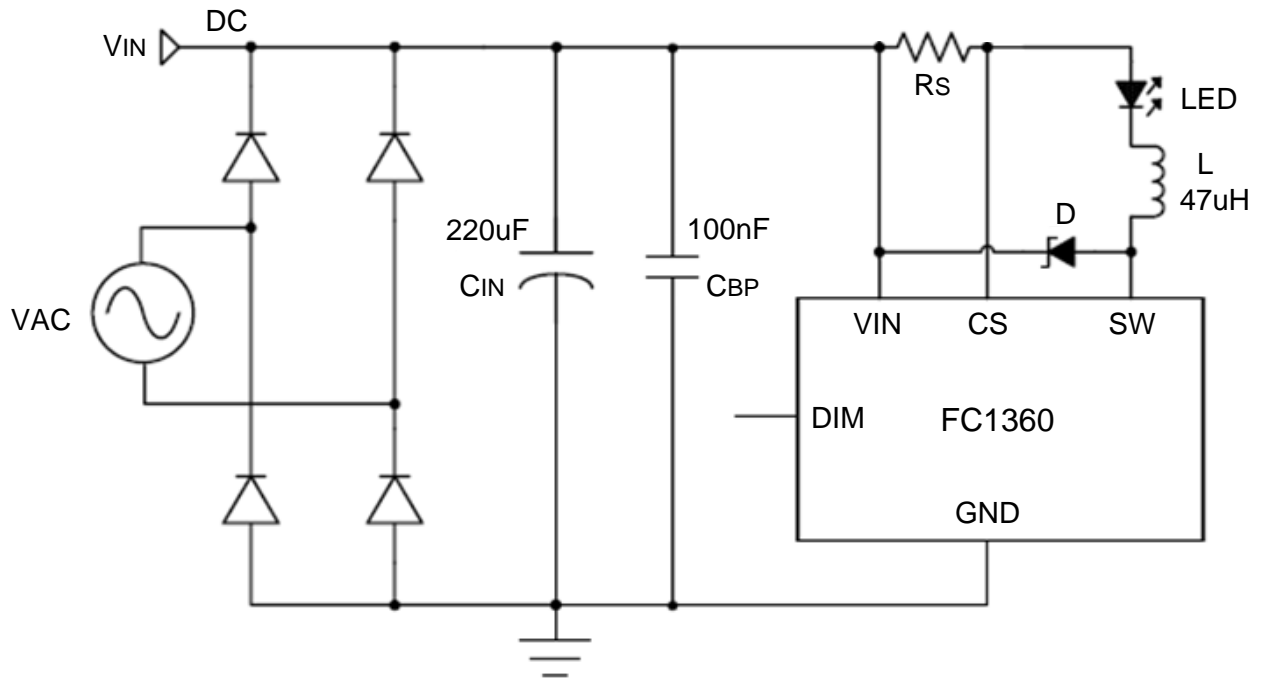 DC
VIN
RS
LED
L
47uH
D
220uF
CIN
100nF
CBP
VAC
VIN
CS
SW
DIM
FC1360
GND